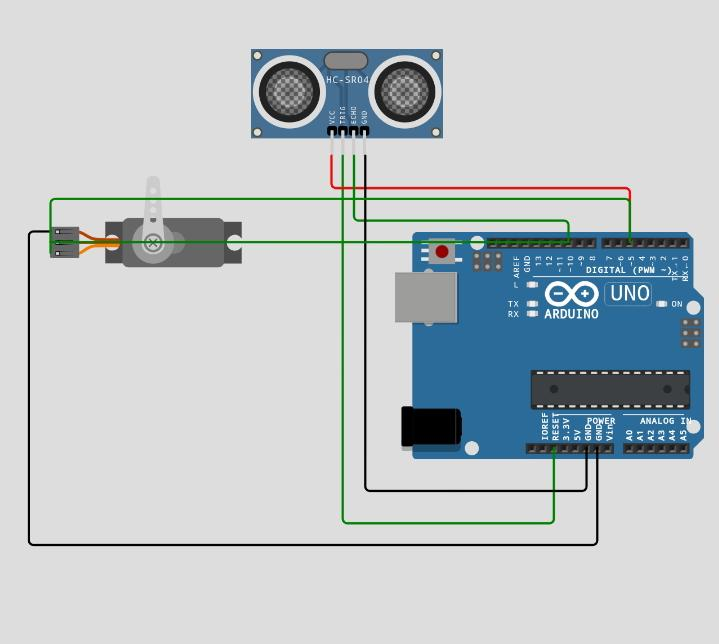 HC-SR04
VCC
TRIG
ECHO
GND
AREF
GND
13
12
~11
~10
~9
8
7
~6
~5
4
~3
2
TX→1
RX←0
DIGITAL (PWM ~)
L
TX
RX
UNO
ON
ARDUINO
IOREF
RESET
3.3V
5V
GND
GND
Vin
POWER
ANALOG IN
A0
A1
A2
A3
A4
A5